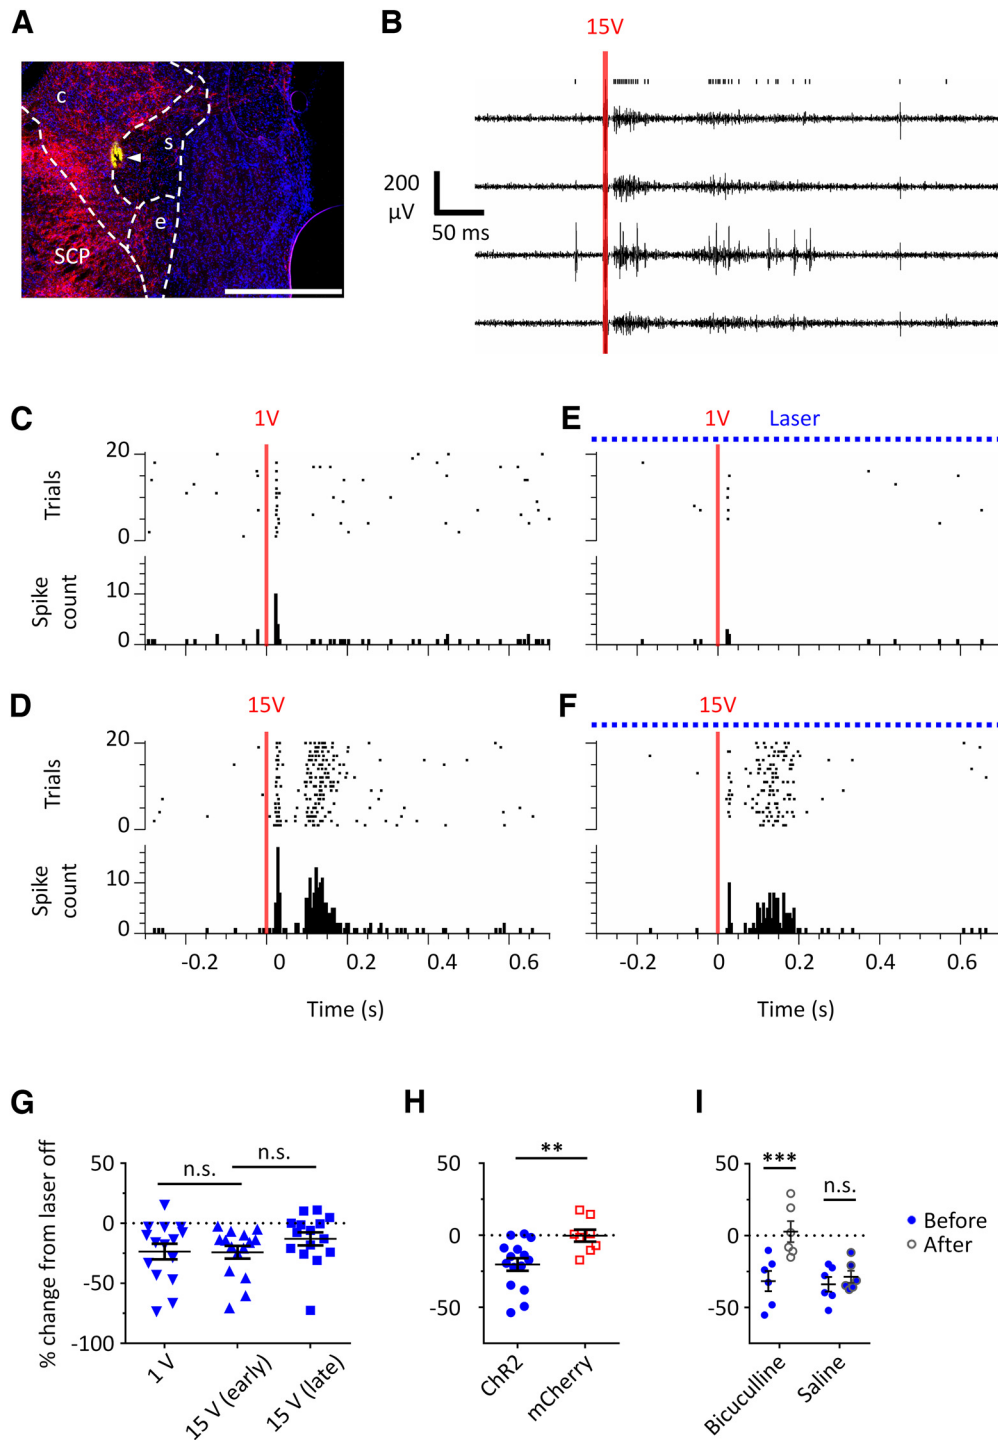 A
c
s
e
SCP
B
15V
200
µV
50 ms
C
1V
20
Trials
0
10
Spike
count
0
E
1V
Laser
D
15V
20
Trials
0
10
Spike
count
0
-0.2
0
0.2
0.4
0.6
Time (s)
F
15V
-0.2
0
0.2
0.4
0.6
Time (s)
G
% change from laser off
50
0
-50
-100
n.s.
n.s.
1 V
15 V (early)
15 V (late)
H
50
0
-50
**
ChR2
mCherry
I
50
0
-50
***
n.s.
Bicuculline
Saline
Before
After